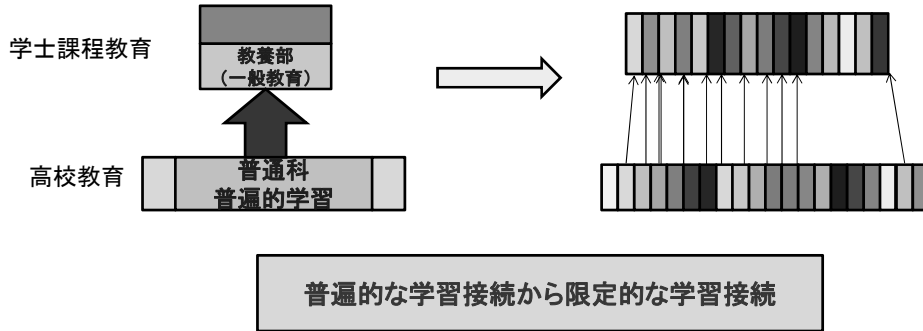 学士課程教育
教養部
（一般教育）
高校教育
普通科
普遍的学習
普遍的な学習接続から限定的な学習接続